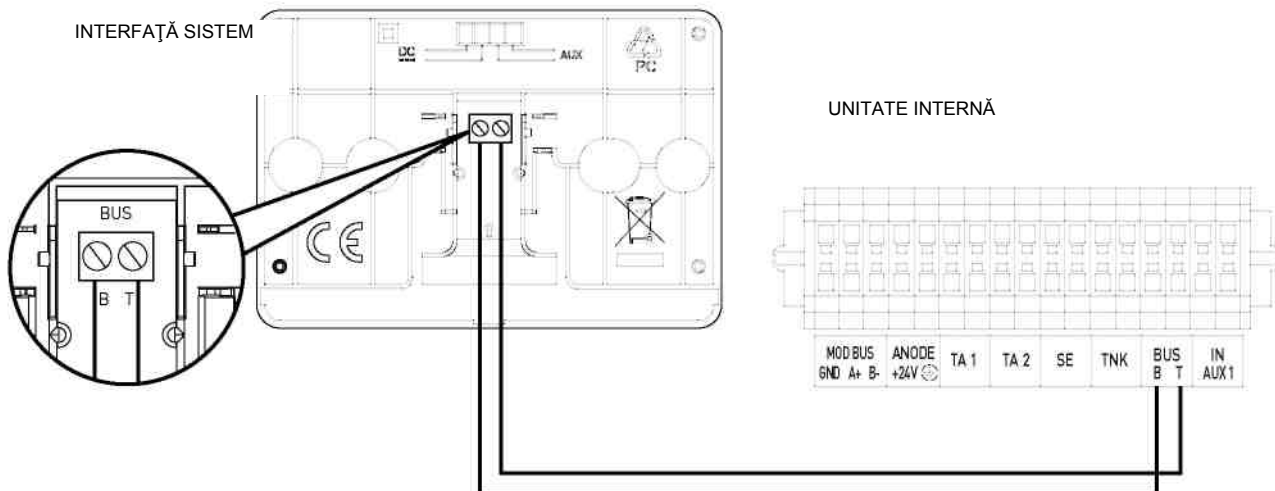 INTERFAŢĂ SISTEM
DC
AUX
PC
UNITATE INTERNĂ
BUS
B T
CE
MOD BUS
GND A+ B-
ANODE
+24V
TA 1
TA 2
SE
TNK
BUS
B T
IN
AUX 1